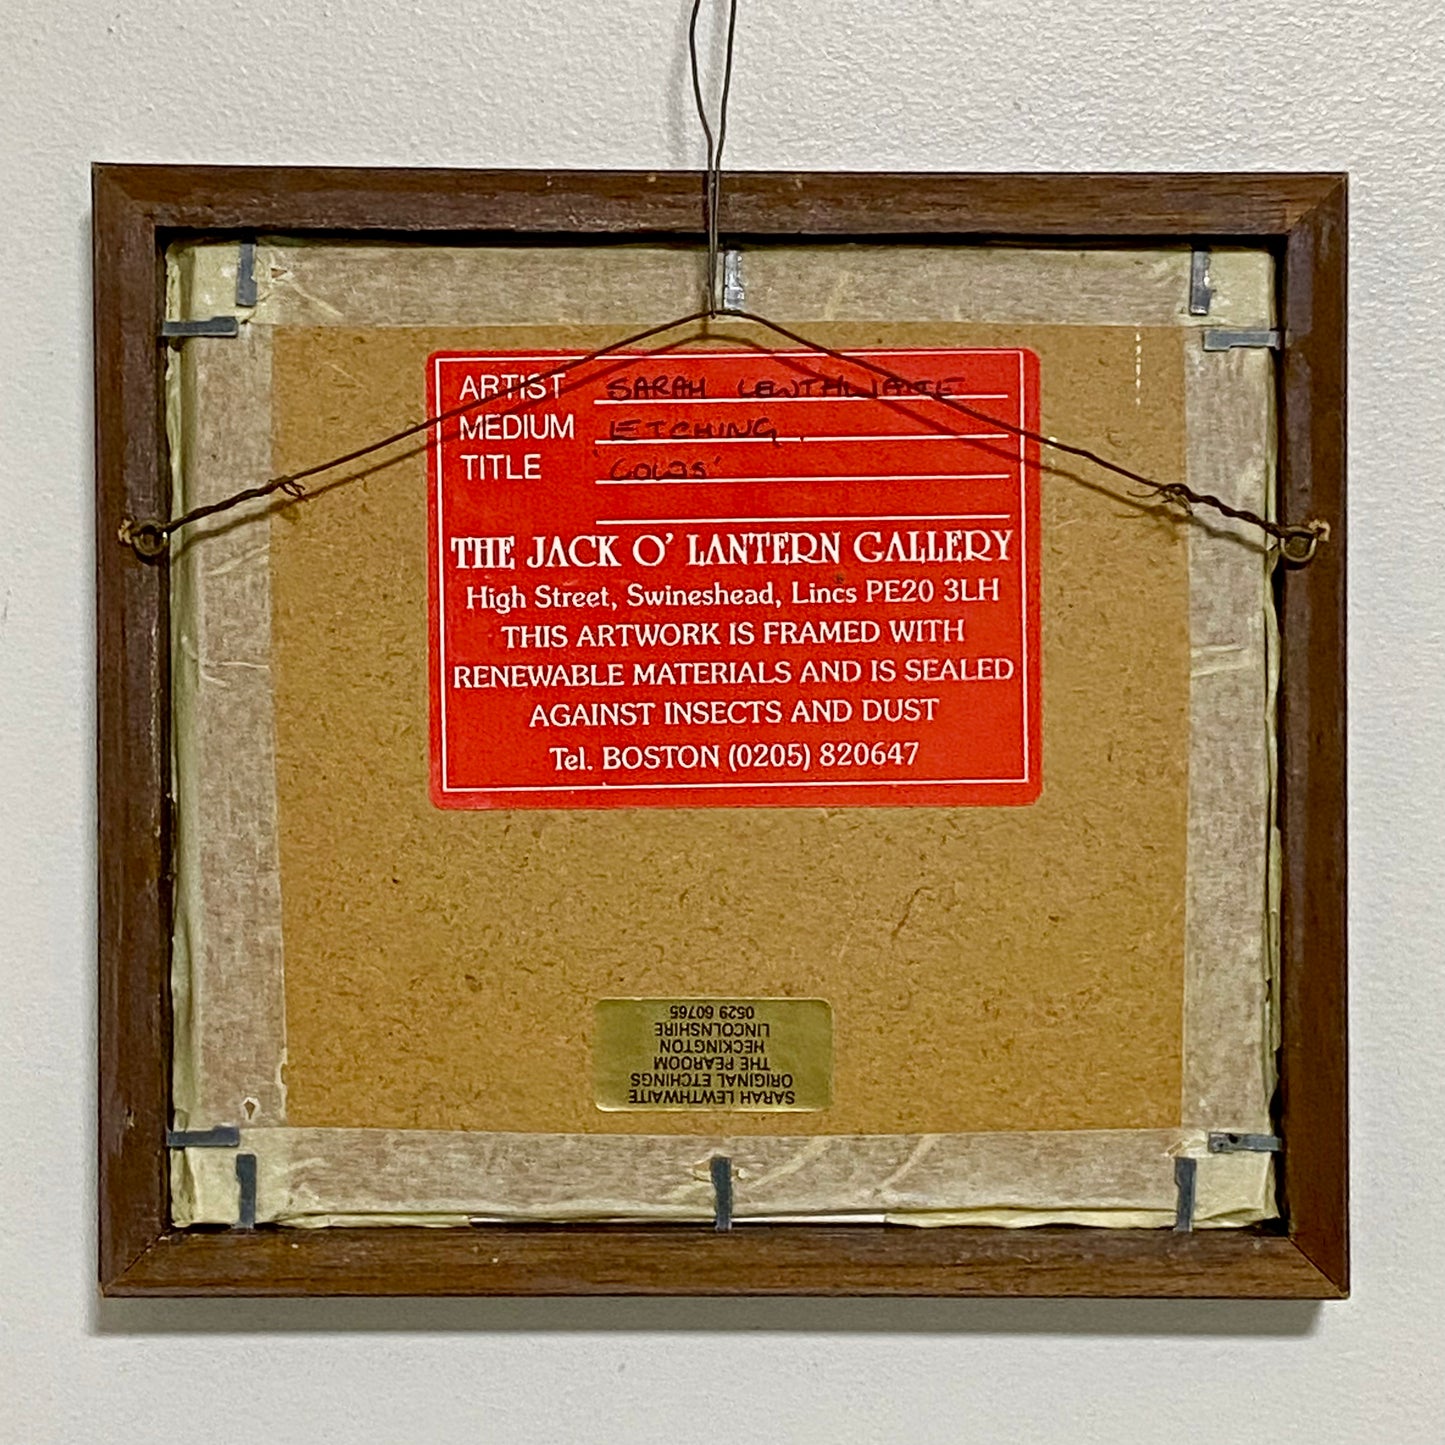 ARTIST SARAH LEWTHWAITE
MEDIUM ETCHING.
TITLE
THE JACK O' LANTERN GALLERY
High Street, Swineshead, Lincs PE20 3LH
THIS ARTWORK IS FRAMED WITH
RENEWABLE MATERIALS AND IS SEALED
AGAINST INSECTS AND DUST
Tel. BOSTON (0205) 820647
SARAH LEWTHWAITE
ORIGINAL ETCHINGS
THE PEAROOM
HECKINGTON
LINCOLNSHIRE
0529 60765